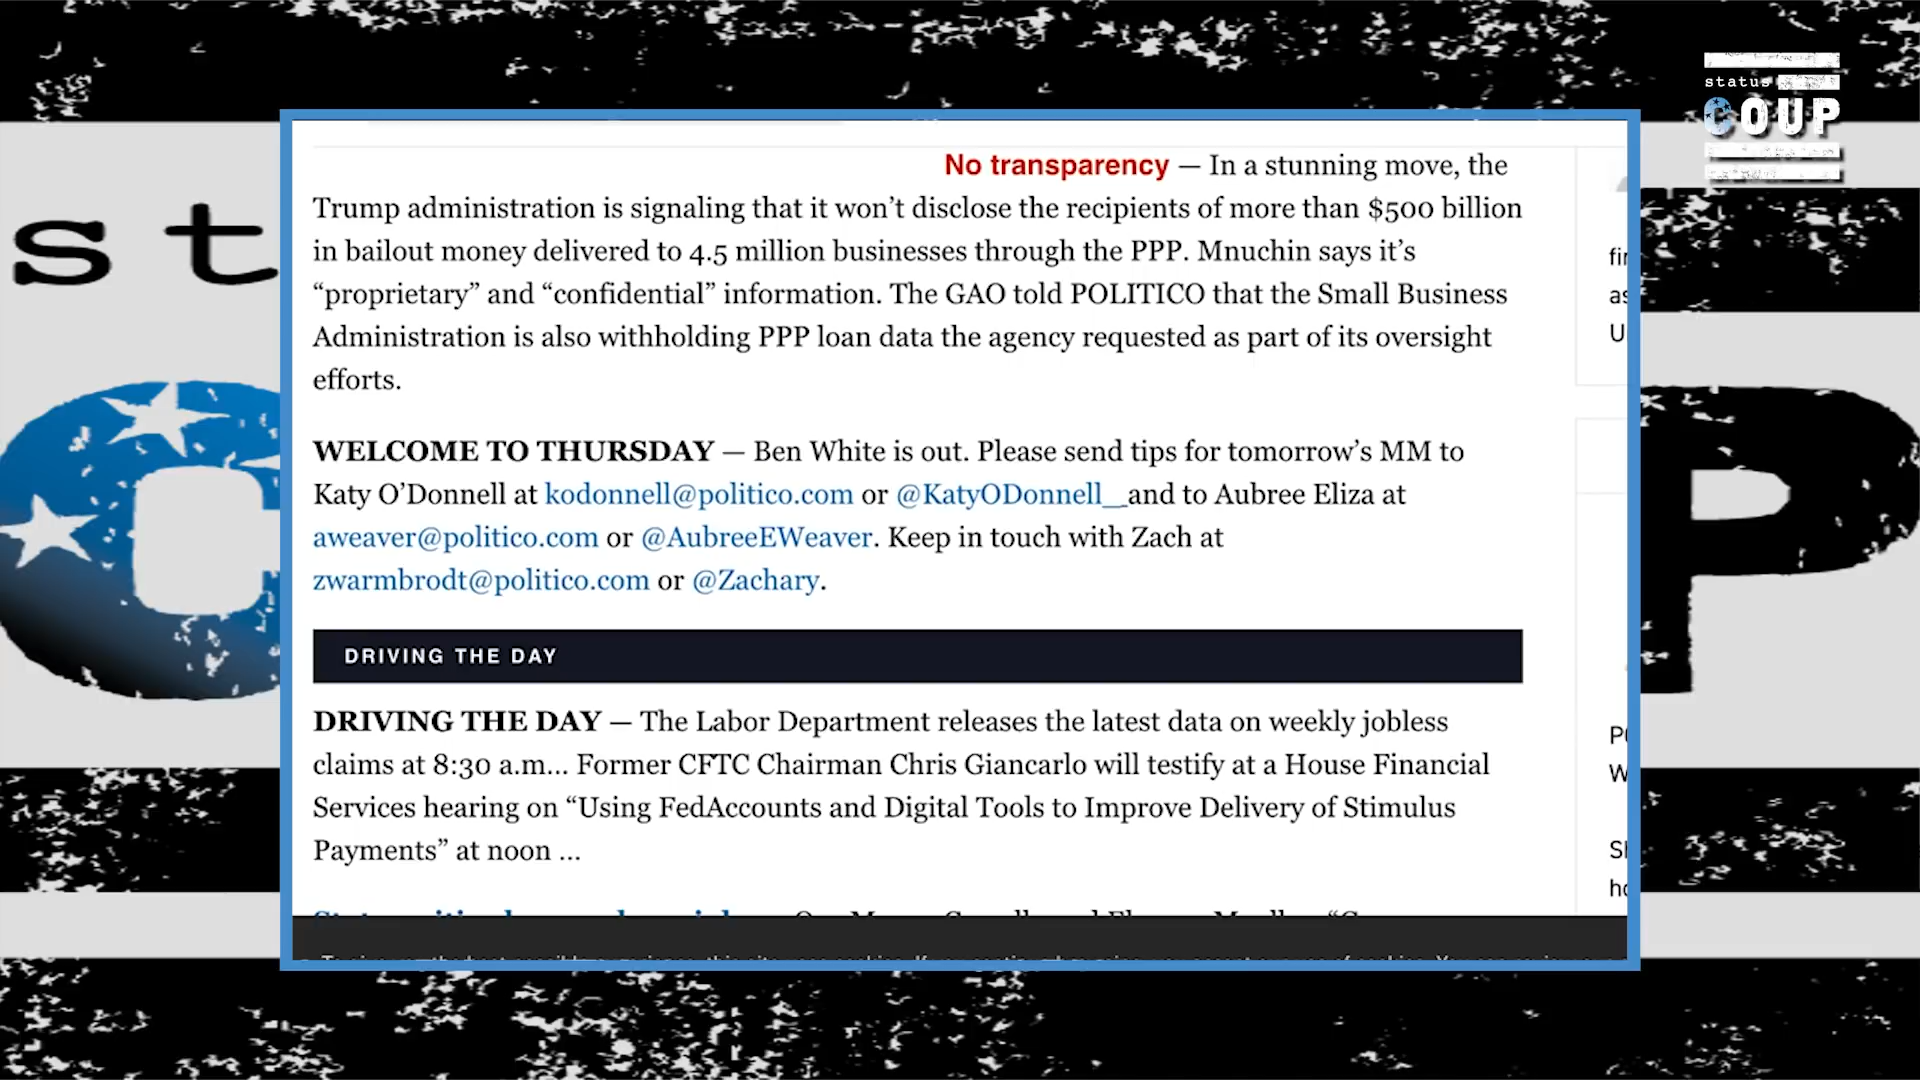 status
COUP
st
C
P
No transparency — In a stunning move, the
Trump administration is signaling that it won’t disclose the recipients of more than $500 billion
in bailout money delivered to 4.5 million businesses through the PPP. Mnuchin says it’s
“proprietary” and “confidential” information. The GAO told POLITICO that the Small Business
Administration is also withholding PPP loan data the agency requested as part of its oversight
efforts.
WELCOME TO THURSDAY — Ben White is out. Please send tips for tomorrow’s MM to
Katy O’Donnell at kodonnell@politico.com or @KatyODonnell_ and to Aubree Eliza at
aweaver@politico.com or @AubreeEWeaver. Keep in touch with Zach at
zwarmbrodt@politico.com or @Zachary.
DRIVING THE DAY
DRIVING THE DAY — The Labor Department releases the latest data on weekly jobless
claims at 8:30 a.m... Former CFTC Chairman Chris Giancarlo will testify at a House Financial
Services hearing on “Using FedAccounts and Digital Tools to Improve Delivery of Stimulus
Payments” at noon ...